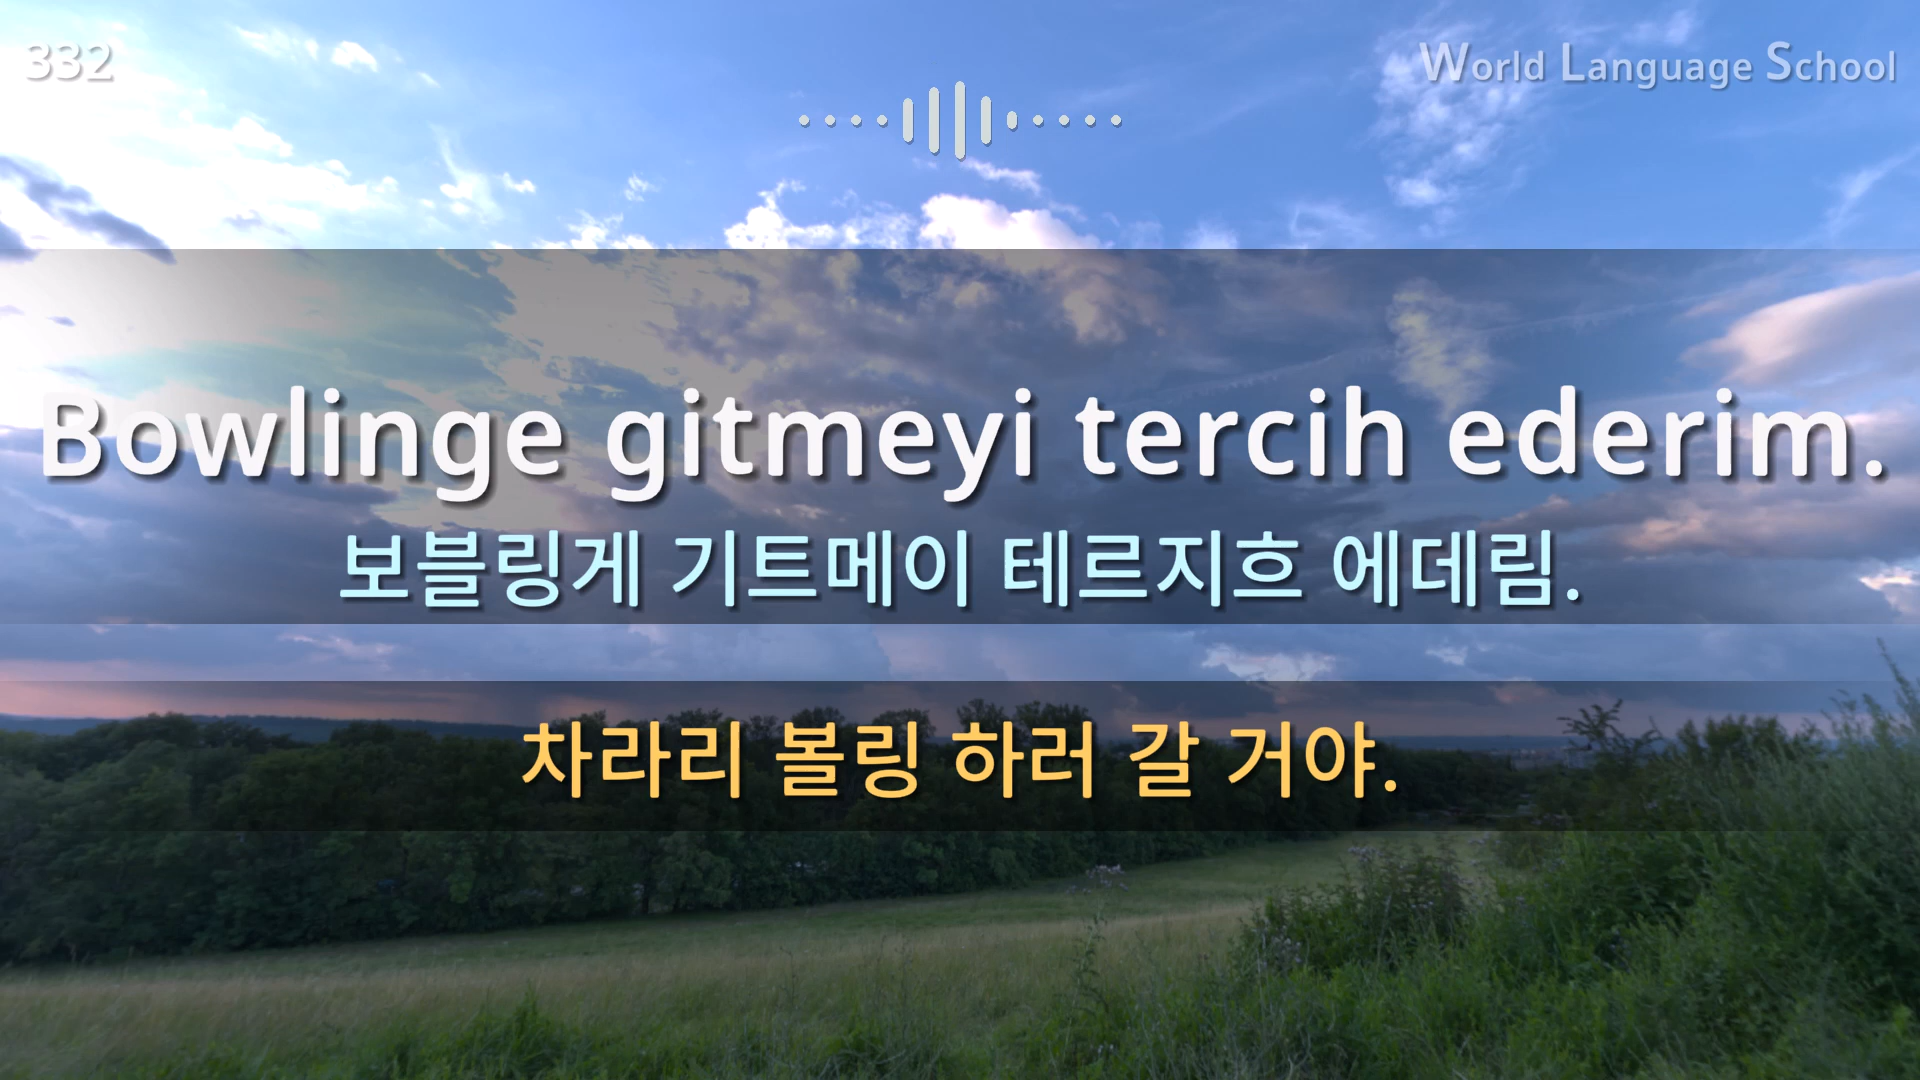 332
World Language School
Bowlinge gitmeyi tercih ederim.
보블링게 기트메이 테르지흐 에데림.
차라리 볼링 하러 갈 거야.